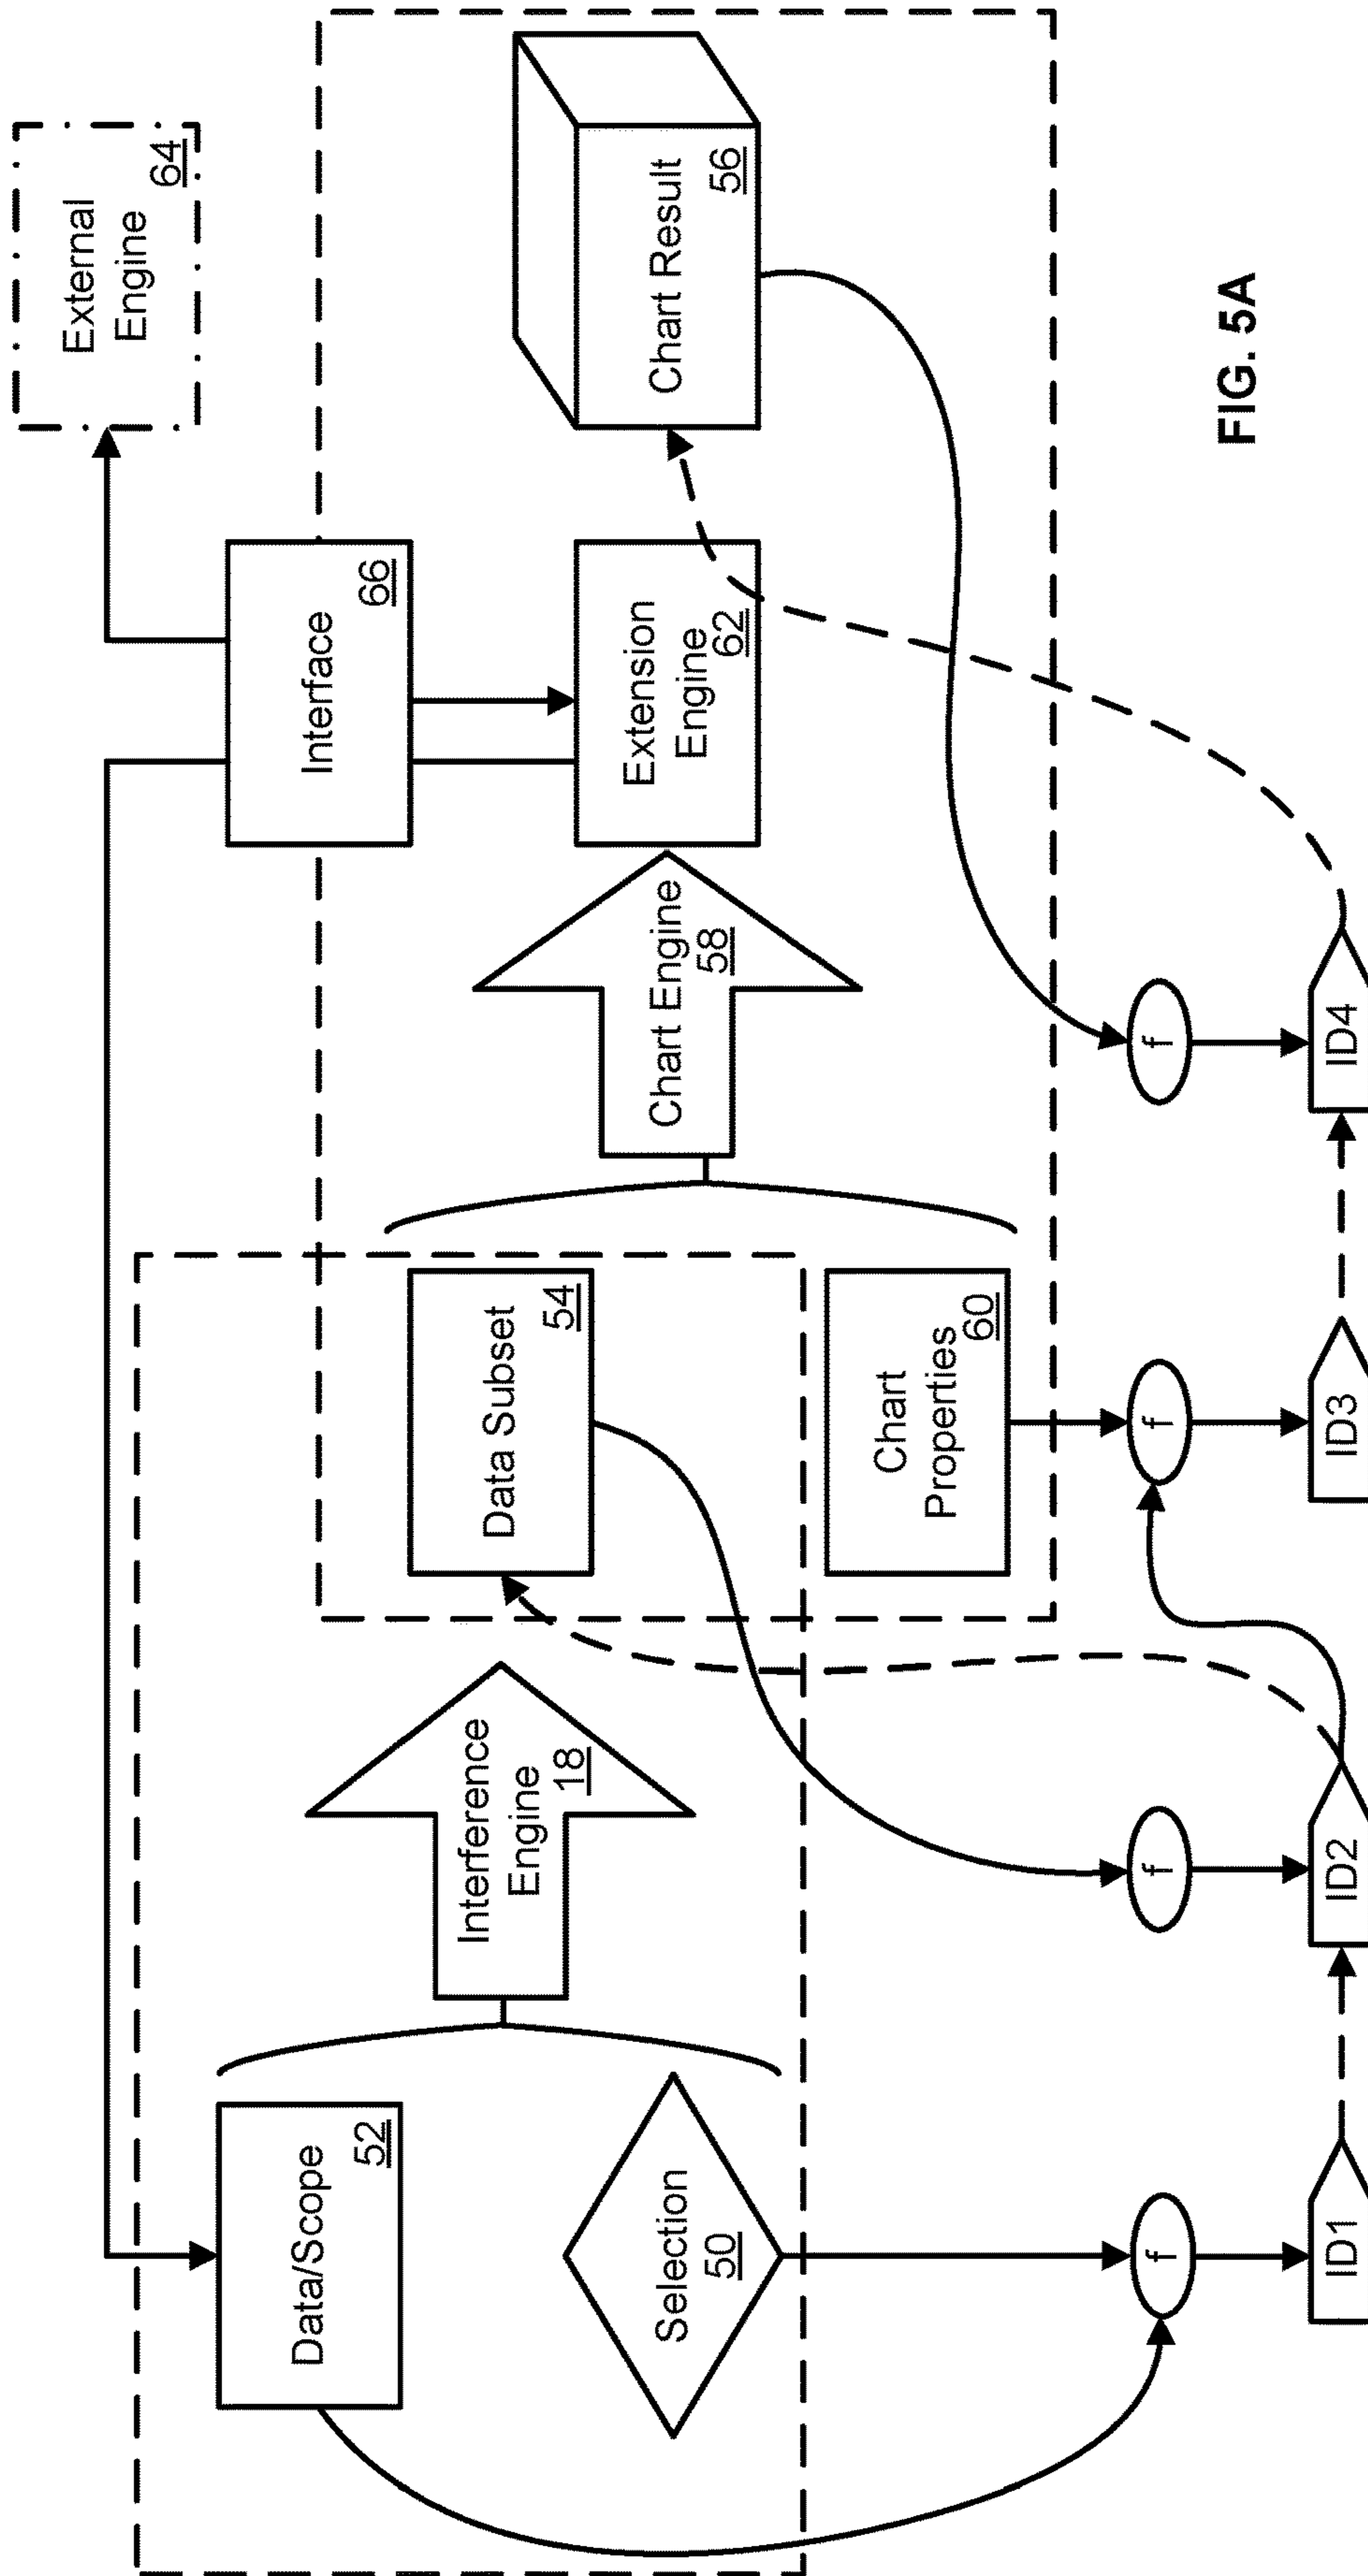 External
Engine
64
Interface
66
Data/Scope
52
Selection
50
Interference
Engine
18
Data Subset
54
Chart
Properties
60
Chart Engine
58
Extension
Engine
62
Chart Result
56
f
f
f
f
ID1
ID2
ID3
ID4
FIG. 5A